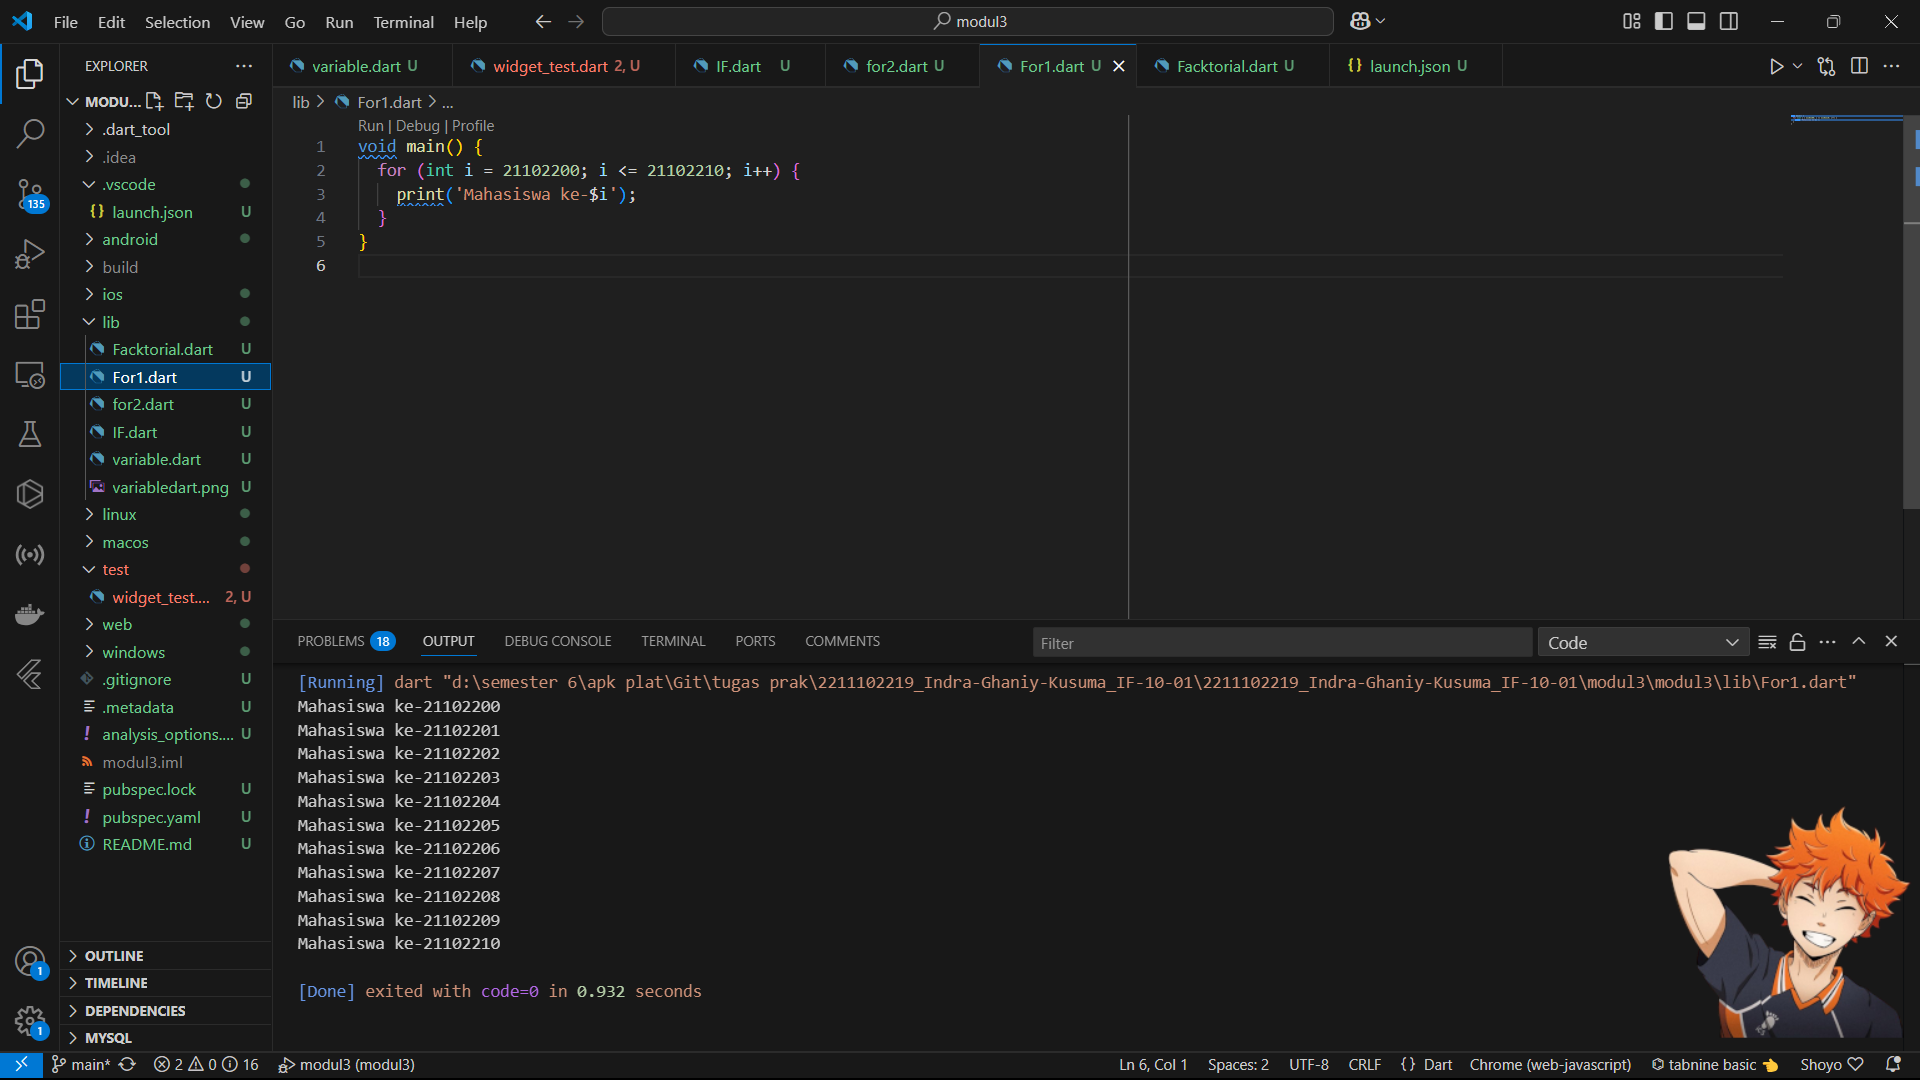 File Edit Selection View Go Run Terminal Help
modul3
EXPLORER
MODU...
.dart_tool
.idea
.vscode
launch.json U
android
build
ios
lib
Facktorial.dart U
For1.dart U
for2.dart U
IF.dart U
variable.dart U
variabledart.png U
linux
macos
test
widget_test.... 2, U
web
windows
.gitignore U
.metadata U
analysis_options.... U
modul3.iml
pubspec.lock U
pubspec.yaml U
README.md U
OUTLINE
TIMELINE
DEPENDENCIES
MYSQL
135
1
1
variable.dart U
widget_test.dart 2, U
IF.dart U
for2.dart U
For1.dart U
Facktorial.dart U
launch.json U
lib > For1.dart > ...
Run | Debug | Profile
1 void main() {
2 for (int i = 21102200; i <= 21102210; i++) {
3 print('Mahasiswa ke-$i');
4 }
5 }
6
PROBLEMS 18 OUTPUT DEBUG CONSOLE TERMINAL PORTS COMMENTS
Filter
Code
[Running] dart "d:\semester 6\apk plat\Git\tugas prak\2211102219_Indra-Ghaniy-Kusuma_IF-10-01\2211102219_Indra-Ghaniy-Kusuma_IF-10-01\modul3\modul3\lib\For1.dart"
Mahasiswa ke-21102200
Mahasiswa ke-21102201
Mahasiswa ke-21102202
Mahasiswa ke-21102203
Mahasiswa ke-21102204
Mahasiswa ke-21102205
Mahasiswa ke-21102206
Mahasiswa ke-21102207
Mahasiswa ke-21102208
Mahasiswa ke-21102209
Mahasiswa ke-21102210
[Done] exited with code=0 in 0.932 seconds
main* 2 0 16 modul3 (modul3)
Ln 6, Col 1 Spaces: 2 UTF-8 CRLF {} Dart Chrome (web-javascript) tabnine basic Shoyo